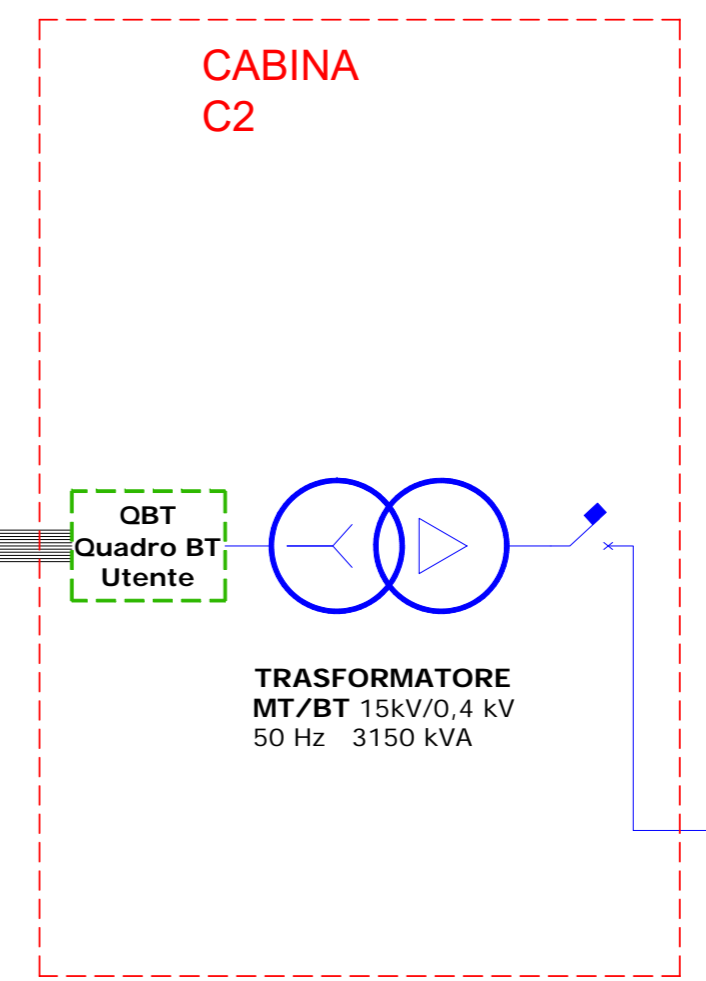 CABINA
C2
QBT
Quadro BT
Utente
TRASFORMATORE
MT/BT 15kV/0,4 kV
50 Hz 3150 kVA